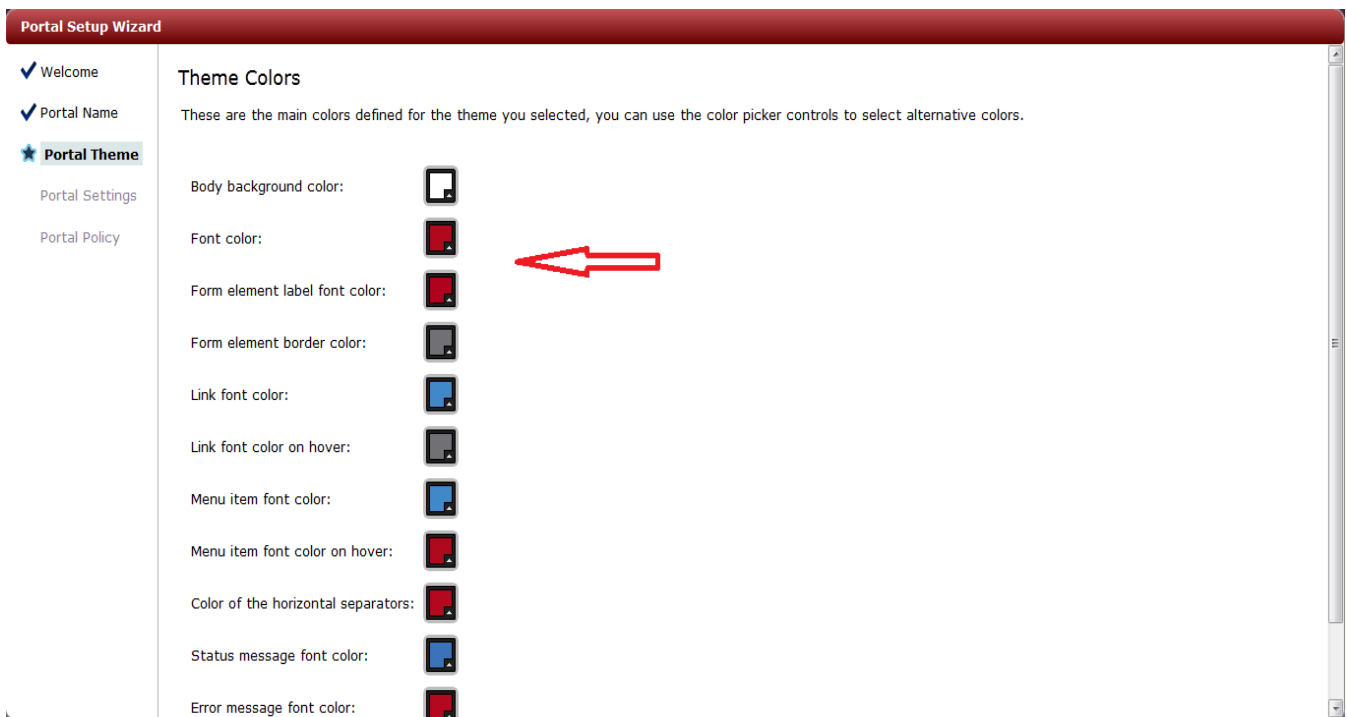 Portal Setup Wizard
Welcome
Portal Name
Portal Theme
Portal Settings
Portal Policy
Theme Colors
These are the main colors defined for the theme you selected, you can use the color picker controls to select alternative colors.
Body background color:
Font color:
Form element label font color:
Form element border color:
Link font color:
Link font color on hover:
Menu item font color:
Menu item font color on hover:
Color of the horizontal separators:
Status message font color:
Error message font color: